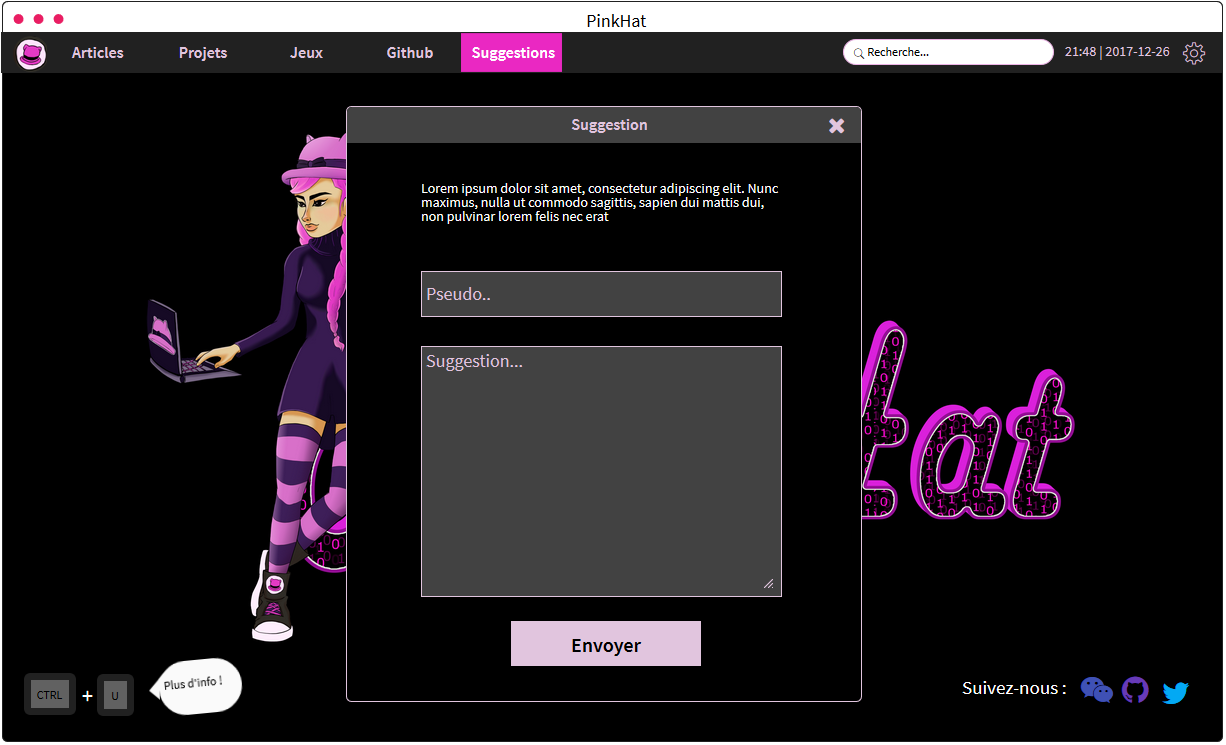 PinkHat
Articles Projets Jeux Github Suggestions Recherche... 21:48 | 2017-12-26
Suggestion
Lorem ipsum dolor sit amet, consectetur adipiscing elit. Nunc
maximus, nulla ut commodo sagittis, sapien dui mattis dui,
non pulvinar lorem felis nec erat
Pseudo..
Suggestion...
at
Envoyer
CTRL + U Plus d'info !
Suivez-nous :